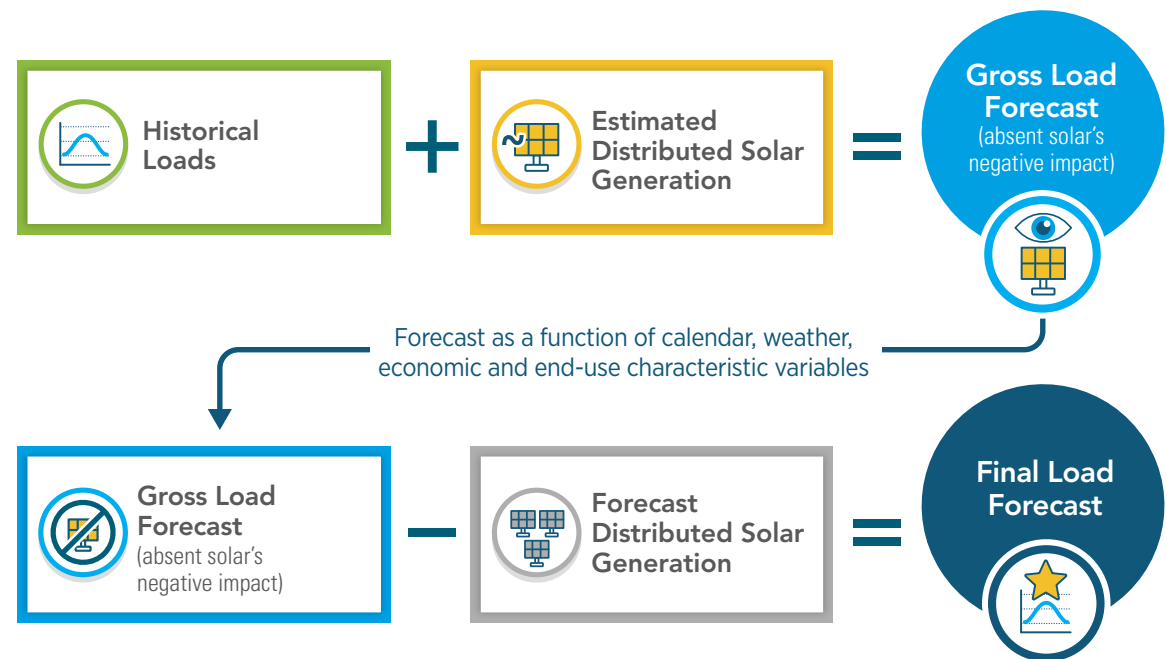 Historical
Loads
+
Estimated
Distributed Solar
Generation
=
Gross Load
Forecast
(absent solar's
negative impact)
Forecast as a function of calendar, weather,
economic and end-use characteristic variables
Gross Load
Forecast
(absent solar's
negative impact)
−
Forecast
Distributed Solar
Generation
=
Final Load
Forecast